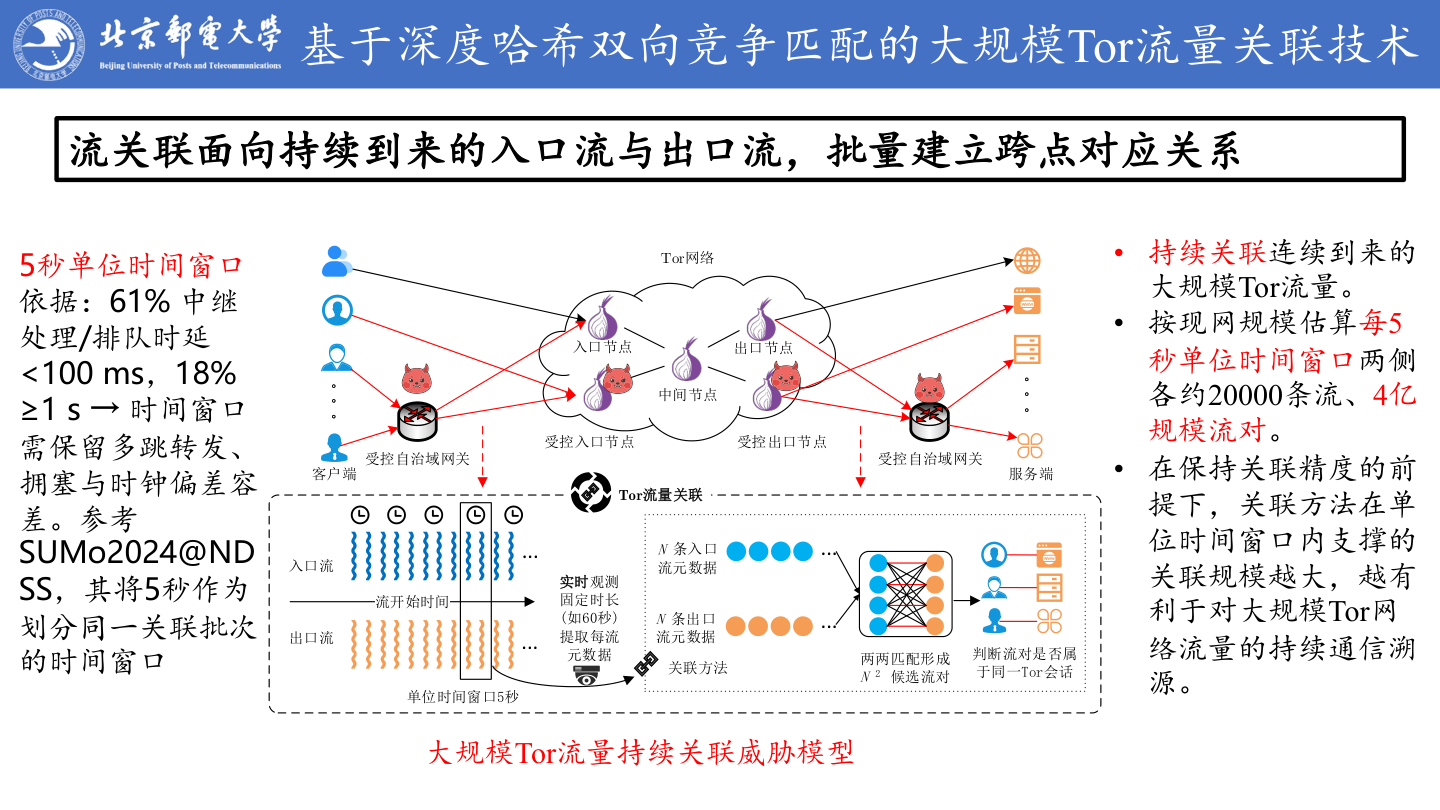 北京郵電大學
Beijing University of Posts and Telecommunications
基于深度哈希双向竞争匹配的大规模Tor流量关联技术
流关联面向持续到来的入口流与出口流，批量建立跨点对应关系
5秒单位时间窗口
依据：61% 中继
处理/排队时延
<100 ms，18%
≥1 s → 时间窗口
需保留多跳转发、
拥塞与时钟偏差容
差。参考
SUMo2024@ND
SS，其将5秒作为
划分同一关联批次
的时间窗口
Tor网络
入口节点
出口节点
中间节点
受控入口节点
受控出口节点
客户端
受控自治域网关
受控自治域网关
服务端
Tor流量关联
入口流
...
流开始时间
出口流
...
单位时间窗口5秒
实时观测
固定时长
(如60秒)
提取每流
元数据
N 条入口
流元数据
...
N 条出口
流元数据
...
关联方法
两两匹配形成
N² 候选流对
判断流对是否属
于同一Tor会话
大规模Tor流量持续关联威胁模型
• 持续关联连续到来的
大规模Tor流量。
• 按现网规模估算每5
秒单位时间窗口两侧
各约20000条流、4亿
规模流对。
• 在保持关联精度的前
提下，关联方法在单
位时间窗口内支撑的
关联规模越大，越有
利于对大规模Tor网
络流量的持续通信溯
源。